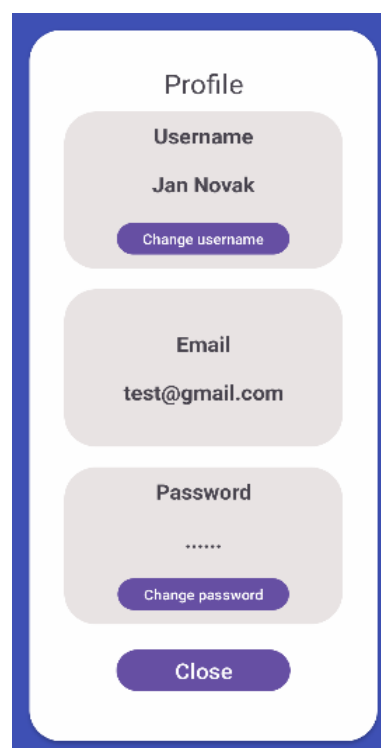 Profile
Username
Jan Novak
Change username
Email
test@gmail.com
Password
......
Change password
Close